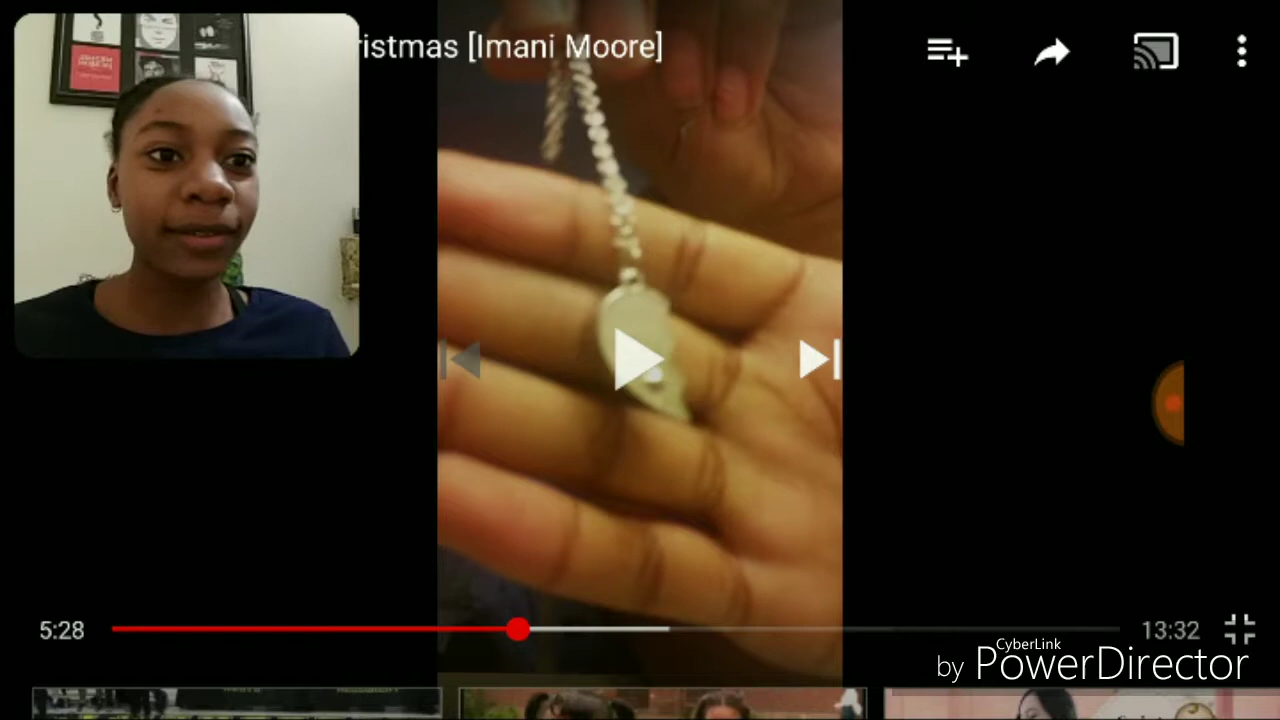 ristmas [Imani Moore]
5:28
13:32
CyberLink
by PowerDirector